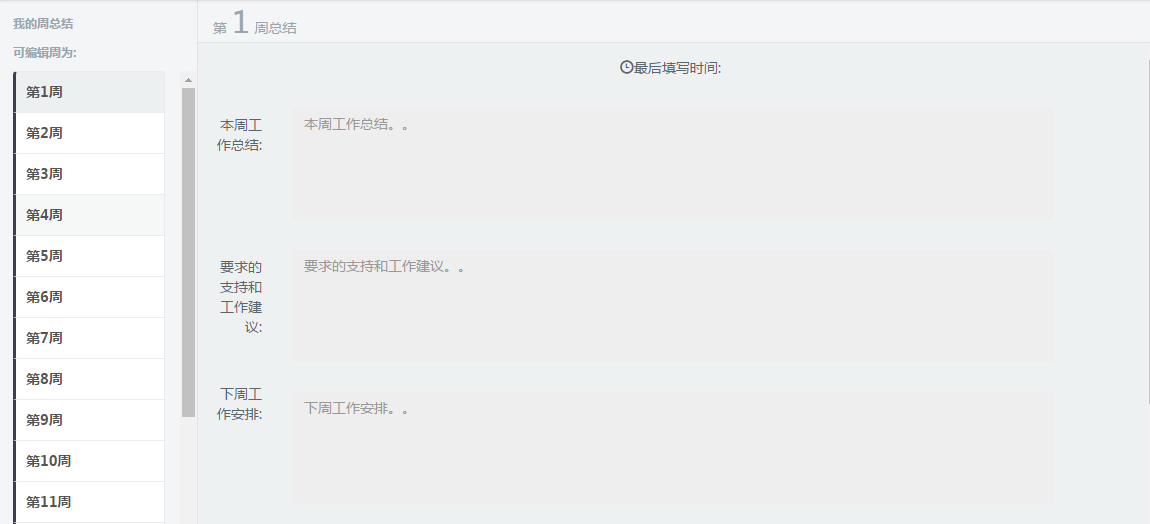 我的周总结
可编辑周为:
第1周
第2周
第3周
第4周
第5周
第6周
第7周
第8周
第9周
第10周
第11周
第 1 周总结
最后填写时间:
本周工
作总结:
本周工作总结。。
要求的
支持和
工作建
议:
要求的支持和工作建议。。
下周工
作安排:
下周工作安排。。